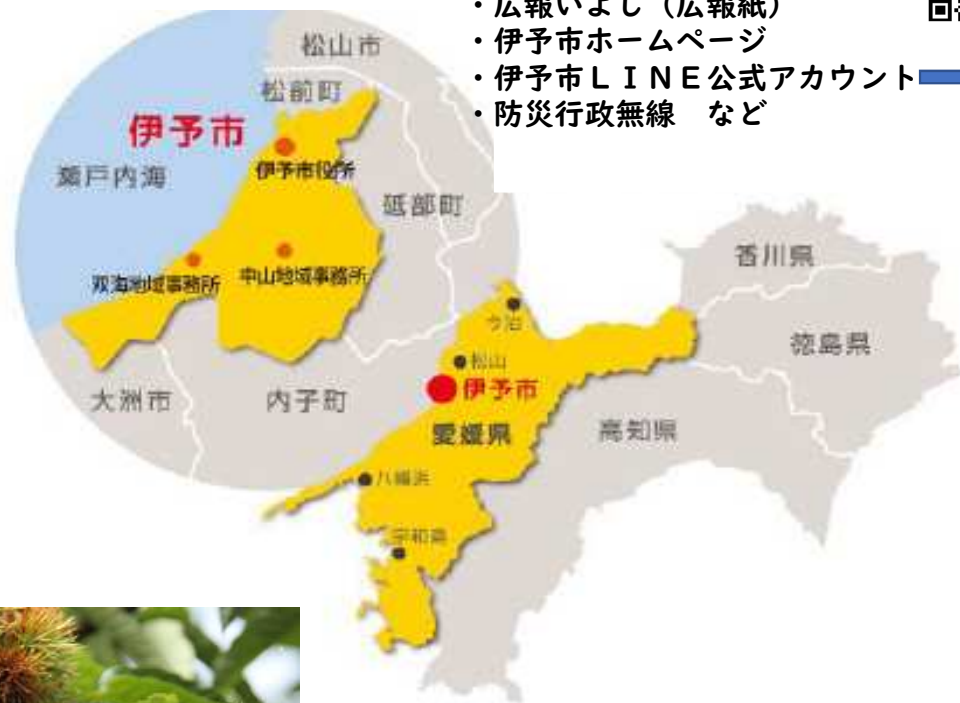 ・広報いよし（広報紙）
・伊予市ホームページ
・伊予市ＬＩＮＥ公式アカウント
・防災行政無線　など
松山市
松前町
伊予市
伊予市役所
瀬戸内海
砥部町
双海地域事務所
中山地域事務所
大洲市
内子町
香川県
徳島県
高知県
今治
松山
伊予市
愛媛県
八幡浜
宇和島